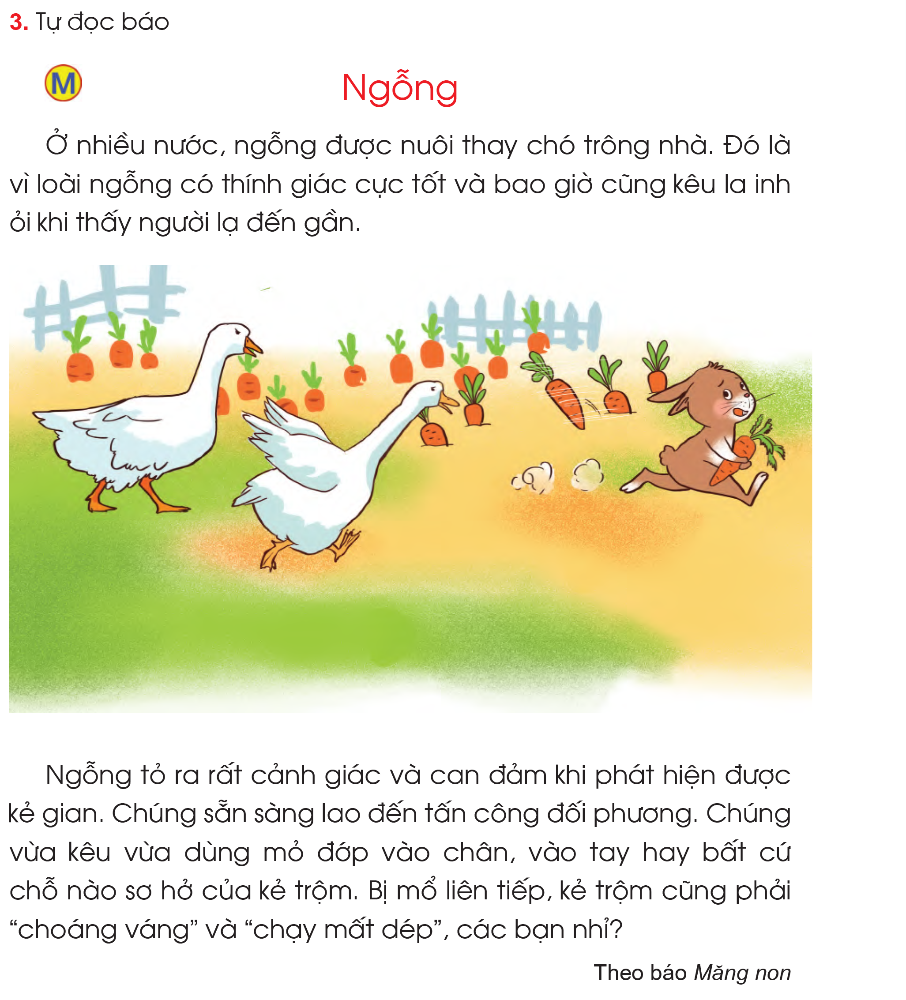 3. Tự đọc báo
M
Ngỗng
Ở nhiều nước, ngỗng được nuôi thay chó trông nhà. Đó là
vì loài ngỗng có thính giác cực tốt và bao giờ cũng kêu la inh
ỏi khi thấy người lạ đến gần.
Ngỗng tỏ ra rất cảnh giác và can đảm khi phát hiện được
kẻ gian. Chúng sẵn sàng lao đến tấn công đối phương. Chúng
vừa kêu vừa dùng mỏ đớp vào chân, vào tay hay bất cứ
chỗ nào sơ hở của kẻ trộm. Bị mổ liên tiếp, kẻ trộm cũng phải
“choáng váng” và “chạy mất dép”, các bạn nhỉ?
Theo báo Măng non